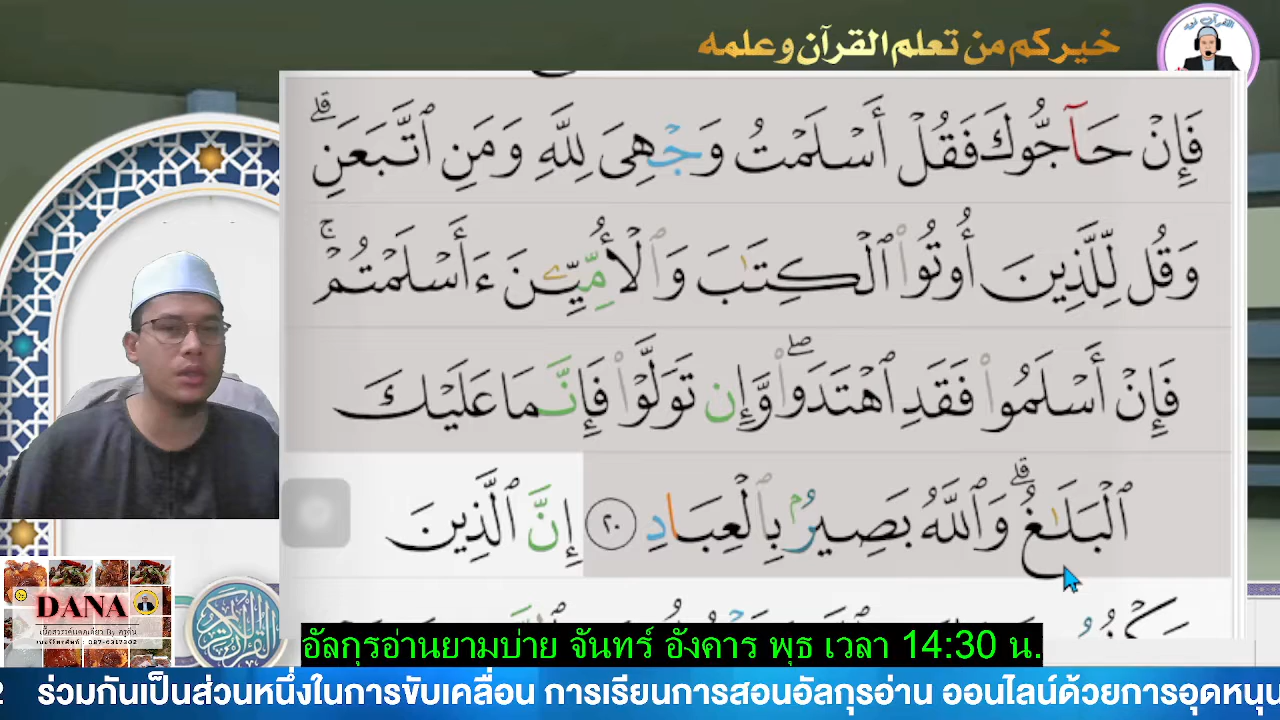 خيركم من تعلم القرآن وعلمه
فَإِنْ حَآجُّوكَ فَقُلْ أَسْلَمْتُ وَجْهِىَ لِلَّهِ وَمَنِ ٱتَّبَعَنِ ۗ
وَقُل لِّلَّذِينَ أُوتُوا۟ ٱلْكِتَـٰبَ وَٱلْأُمِّيِّـۧنَ ءَأَسْلَمْتُمْ ۚ
فَإِنْ أَسْلَمُوا۟ فَقَدِ ٱهْتَدَوا۟ ۖ وَّإِن تَوَلَّوْا۟ فَإِنَّمَا عَلَيْكَ
ٱلْبَلَـٰغُ ۗ وَٱللَّهُ بَصِيرٌۢ بِٱلْعِبَادِ ٢٠ إِنَّ ٱلَّذِينَ
DANA
อัลกุรอ่านยามบ่าย จันทร์ อังคาร พุธ เวลา 14:30 น.
2 ร่วมกันเป็นส่วนหนึ่งในการขับเคลื่อน การเรียนการสอนอัลกุรอ่าน ออนไลน์ด้วยการอุดหนุน